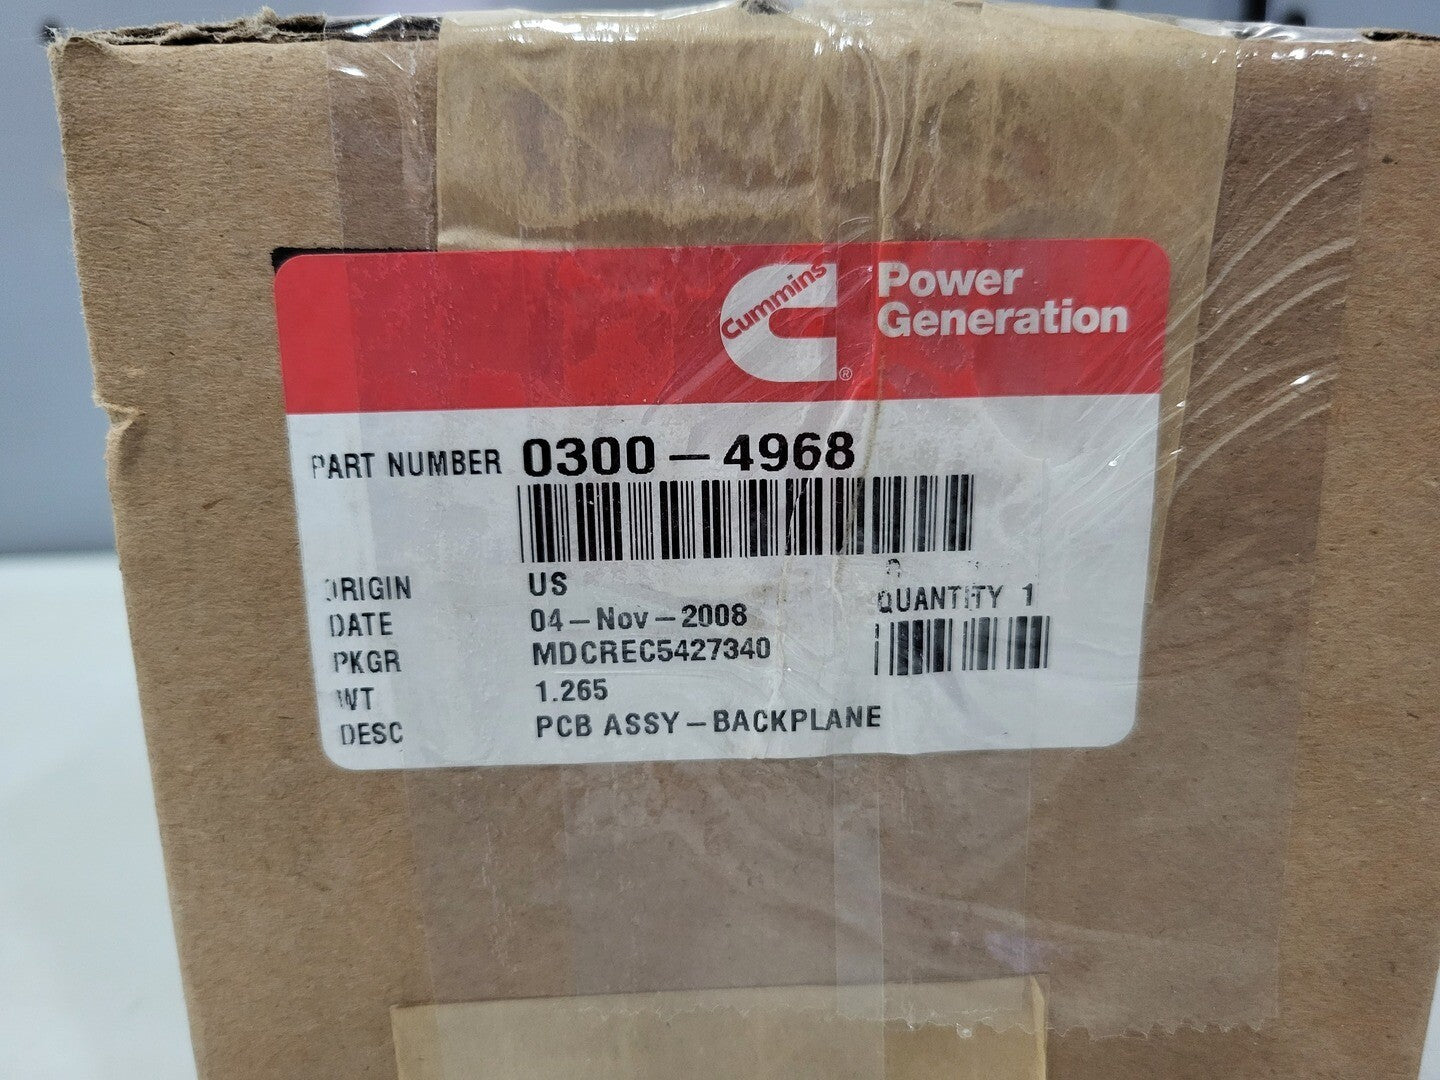 Cummins
Power
Generation
®
PART NUMBER 0300-4968
ORIGIN US
QUANTITY 1
DATE 04-Nov-2008
PKGR MDCREC5427340
WT 1.265
DESC PCB ASSY-BACKPLANE